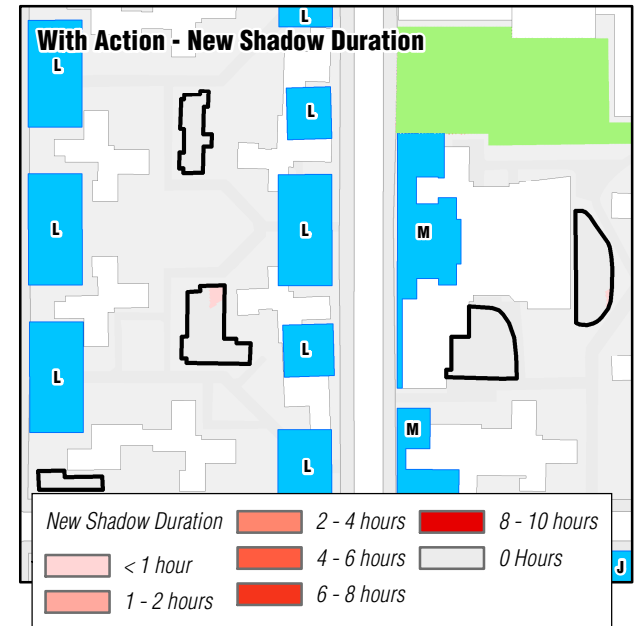 L
With Action - New Shadow Duration
L
L
L
L
M
L
L
L
M
New Shadow Duration
2 - 4 hours
8 - 10 hours
< 1 hour
4 - 6 hours
0 Hours
1 - 2 hours
6 - 8 hours
J